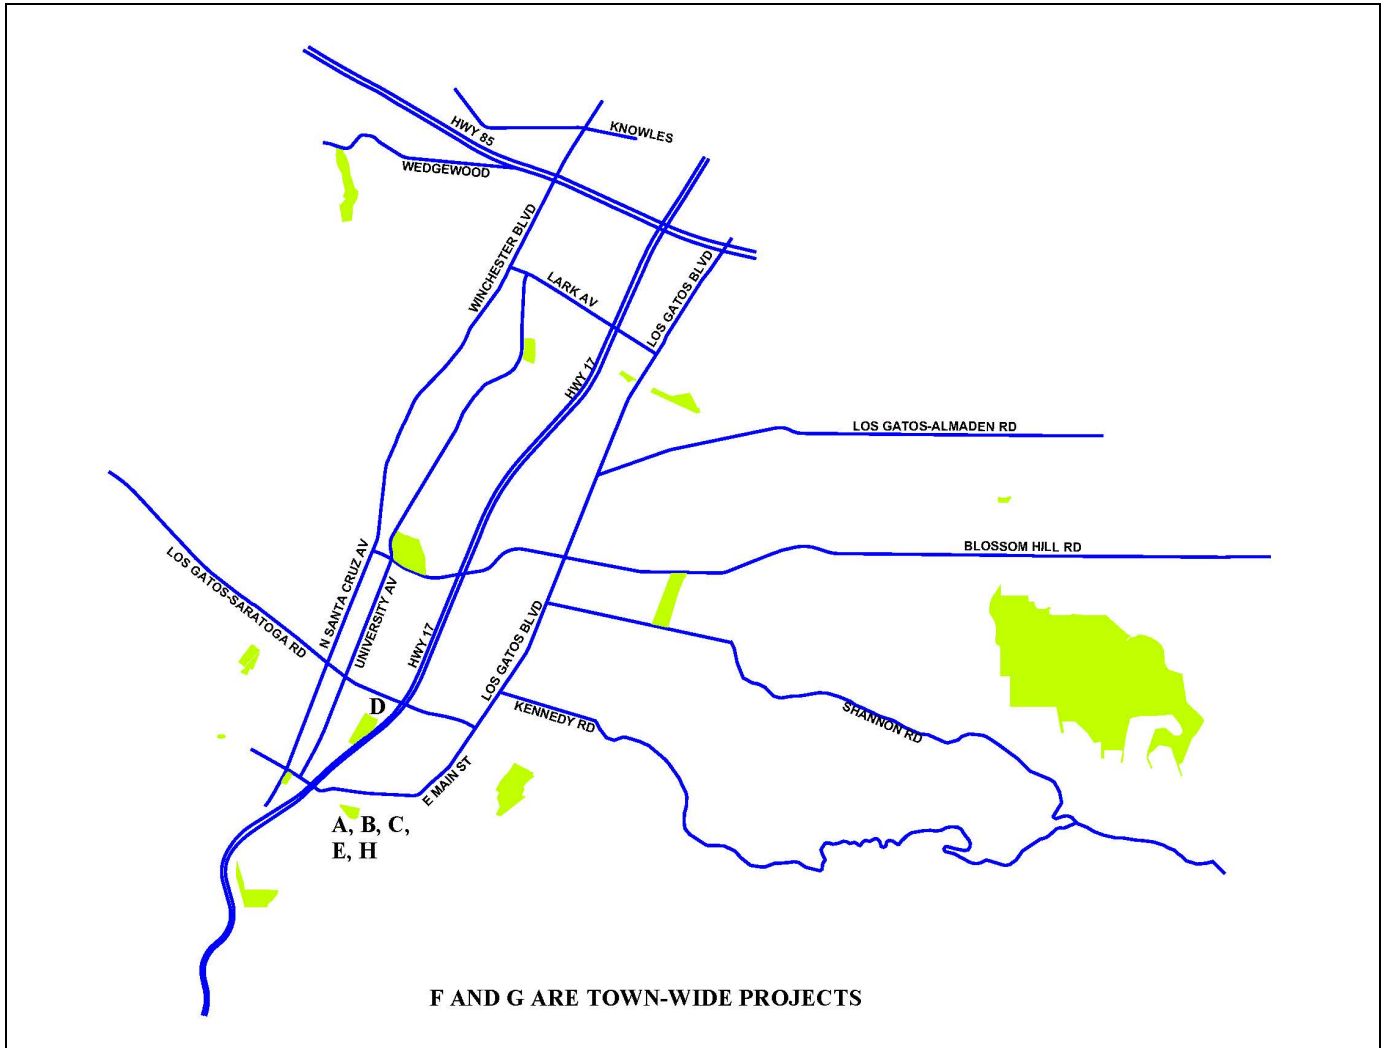 KNOWLES
HWY 85
WEDGEWOOD
WINCHESTER BLVD
LARK AV
LOS GATOS BLVD
HWY 17
LOS GATOS-ALMADEN RD
BLOSSOM HILL RD
LOS GATOS-SARATOGA RD
N SANTA CRUZ AV
UNIVERSITY AV
HWY 17
LOS GATOS BLVD
D
KENNEDY RD
SHANNON RD
E MAIN ST
A, B, C,
E, H
F AND G ARE TOWN-WIDE PROJECTS